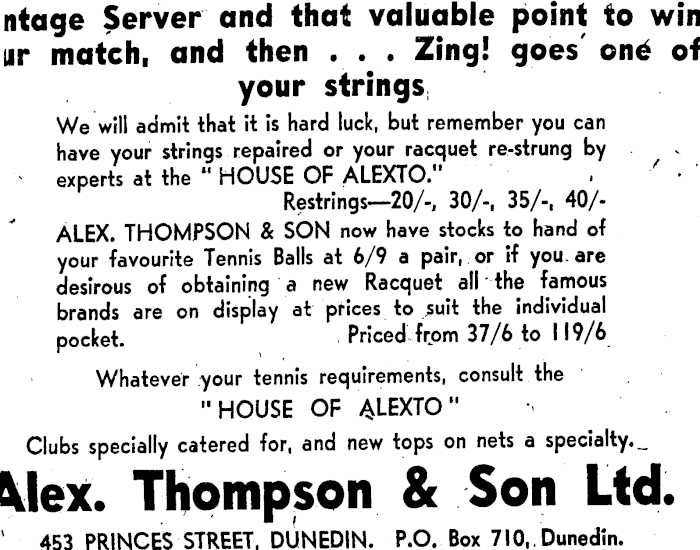 ntage Server and that valuable point to win
ur match, and then . . . Zing! goes one of
your strings
We will admit that it is hard luck, but remember you can
have your strings repaired or your racquet re-strung by
experts at the "HOUSE OF ALEXTO."
Restrings—20/-, 30/-, 35/-, 40/-
ALEX. THOMPSON & SON now have stocks to hand of
your favourite Tennis Balls at 6/9 a pair, or if you are
desirous of obtaining a new Racquet all the famous
brands are on display at prices to suit the individual
pocket. Priced from 37/6 to 119/6
Whatever your tennis requirements, consult the
"HOUSE OF ALEXTO"
Clubs specially catered for, and new tops on nets a specialty.
Alex. Thompson & Son Ltd.
453 PRINCES STREET, DUNEDIN. P.O. Box 710, Dunedin.